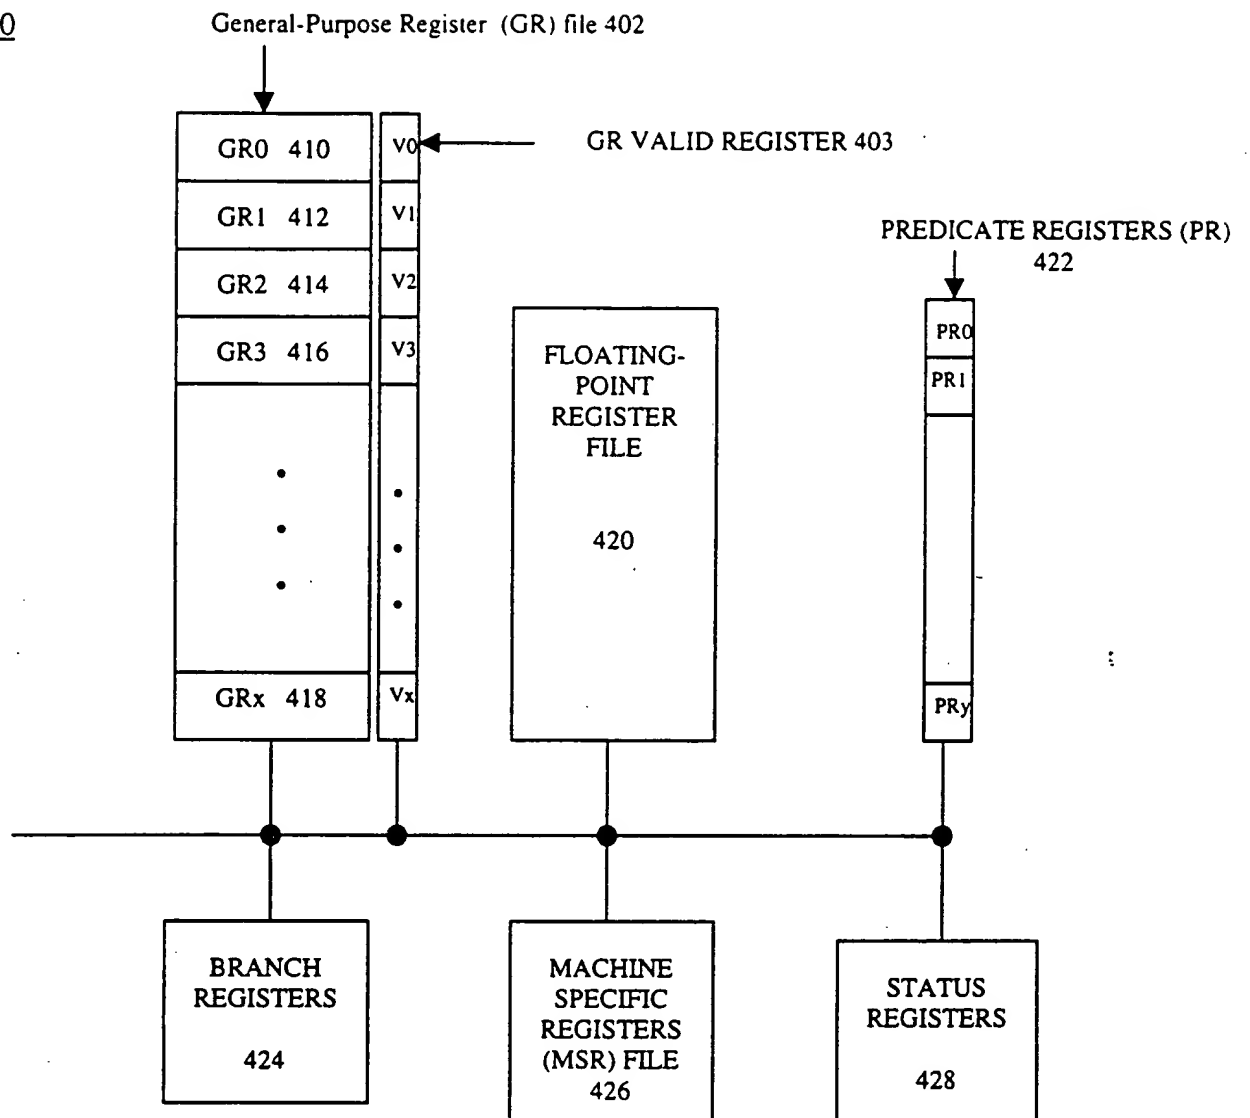 0
General-Purpose Register (GR) file 402
GR0 410
V0
GR VALID REGISTER 403
GR1 412
V1
GR2 414
V2
GR3 416
V3
PREDICATE REGISTERS (PR)
422
PR0
PR1
FLOATING-
POINT
REGISTER
FILE
420
GRx 418
Vx
PRy
BRANCH
REGISTERS
424
MACHINE
SPECIFIC
REGISTERS
(MSR) FILE
426
STATUS
REGISTERS
428